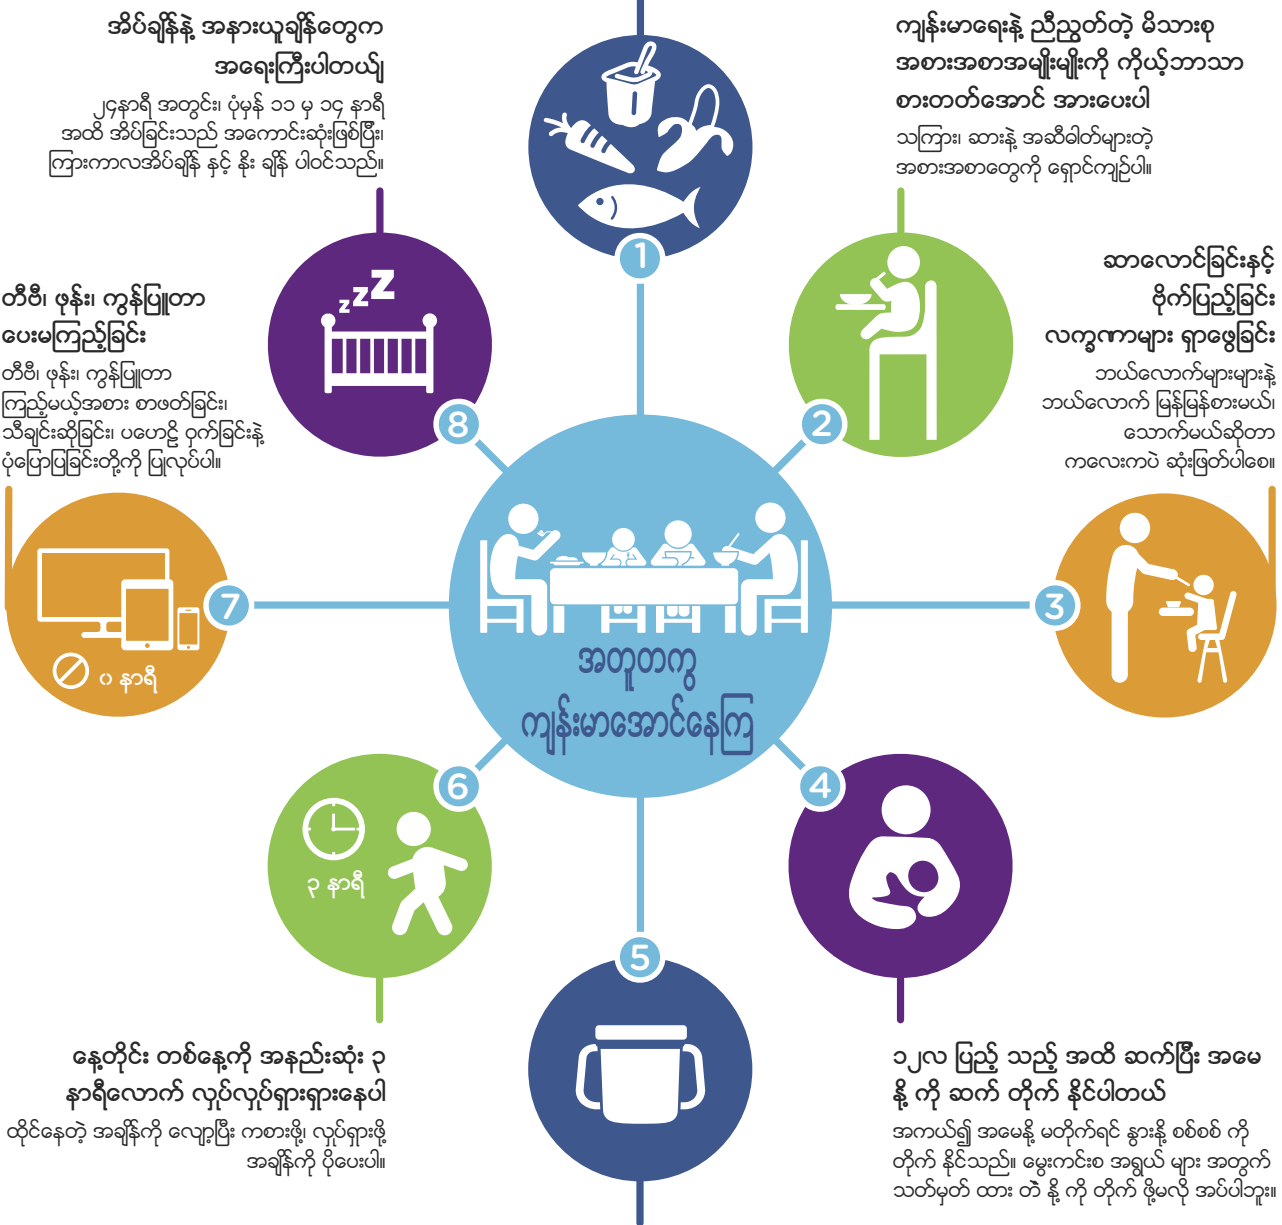 အိပ်ချိန်နဲ့ အနားယူချိန်တွေက
အရေးကြီးပါတယ်၊
၂၄နာရီ အတွင်း၊ ပုံမှန် ၁၁ မှ ၁၄ နာရီ
အထိ အိပ်ခြင်းသည် အကောင်းဆုံးဖြစ်ပြီး၊
ကြားကာလအိပ်ချိန် နှင့် နိုး ချိန် ပါဝင်သည်။
ကျန်းမာရေးနဲ့ ညီညွတ်တဲ့ မိသားစု
အစားအစာအမျိုးမျိုးကို ကိုယ့်ဘာသာ
စားတတ်အောင် အားပေးပါ
သကြား၊ ဆားနဲ့ အဆီဓါတ်များတဲ့
အစားအစာတွေကို ရှောင်ကျဉ်ပါ။
1
ဆာလောင်ခြင်းနှင့်
ဗိုက်ပြည့်ခြင်း
လက္ခဏာများ ရှာဖွေခြင်း
ဘယ်လောက်များများနဲ့
ဘယ်လောက် မြန်မြန်စားမယ်၊
သောက်မယ်ဆိုတာ
ကလေးကပဲ ဆုံးဖြတ်ပါစေ။
တီဗီ၊ ဖုန်း၊ ကွန်ပြူတာ
ပေးမကြည့်ခြင်း
တီဗီ၊ ဖုန်း၊ ကွန်ပြူတာ
ကြည့်မယ့်အစား စာဖတ်ခြင်း၊
သီချင်းဆိုခြင်း၊ ပဟေဠိ ဝှက်ခြင်းနဲ့
ပုံပြောပြခြင်းတို့ကို ပြုလုပ်ပါ။
zzz
8
2
7
3
၀ နာရီ
အတူတကွ
ကျန်းမာအောင်နေကြ
6
4
၃ နာရီ
5
နေ့တိုင်း တစ်နေ့ကို အနည်းဆုံး ၃
နာရီလောက် လှုပ်လှုပ်ရှားရှားနေပါ
ထိုင်နေတဲ့ အချိန်ကို လျော့ပြီး ကစားဖို့၊ လှုပ်ရှားဖို့
အချိန်ကို ပိုပေးပါ။
၁၂လ ပြည့် သည့် အထိ ဆက်ပြီး အမေ
နို့ ကို ဆက် တိုက် နိုင်ပါတယ်
အကယ်၍ အမေနို့ မတိုက်ရင် နွားနို့ စစ်စစ် ကို
တိုက် နိုင်သည်။ မွေးကင်းစ အရွယ် များ အတွက်
သတ်မှတ် ထား တဲ့ နို့ ကို တိုက် ဖို့မလို အပ်ပါဘူး။